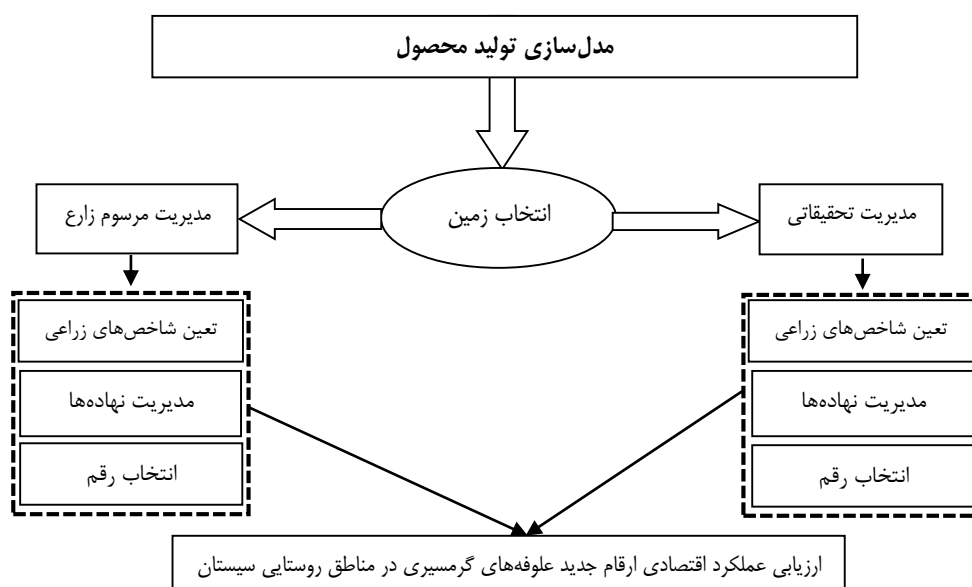 مدل‌سازی تولید محصول
انتخاب زمین
مدیریت تحقیقاتی
مدیریت مرسوم زارع
تعین شاخص‌های زراعی
مدیریت نهاده‌ها
انتخاب رقم
تعین شاخص‌های زراعی
مدیریت نهاده‌ها
انتخاب رقم
ارزیابی عملکرد اقتصادی ارقام جدید علوفه‌های گرمسیری در مناطق روستایی سیستان